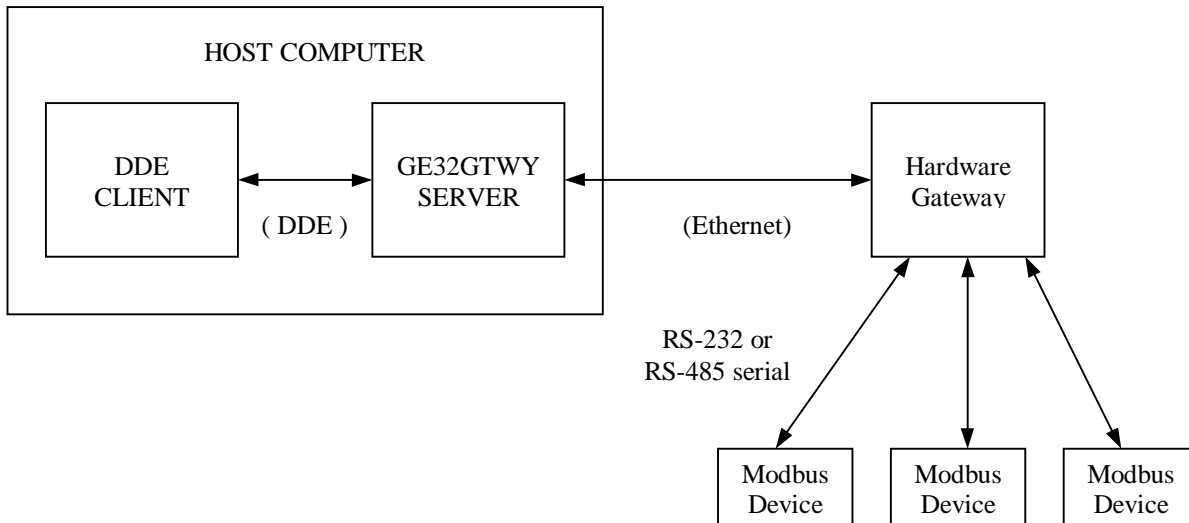 HOST COMPUTER
DDE
CLIENT
( DDE )
GE32GTWY
SERVER
(Ethernet)
Hardware
Gateway
RS-232 or
RS-485 serial
Modbus
Device
Modbus
Device
Modbus
Device